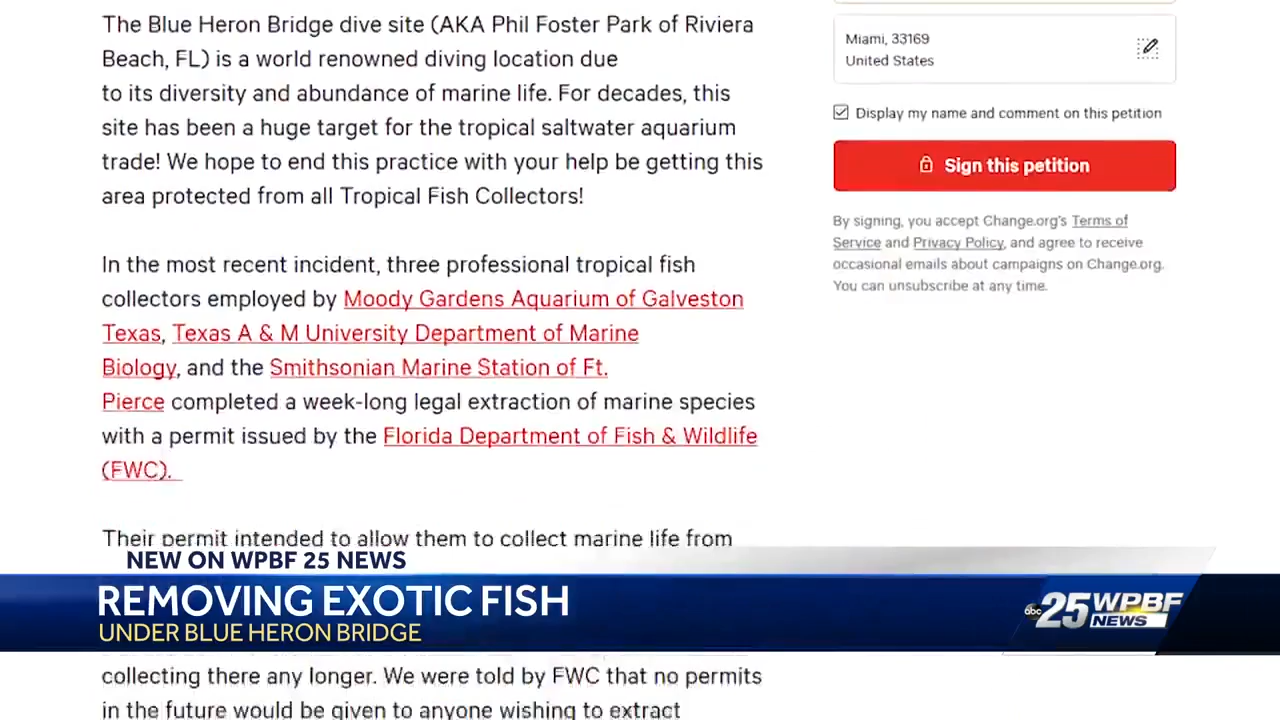 The Blue Heron Bridge dive site (AKA Phil Foster Park of Riviera
Beach, FL) is a world renowned diving location due
to its diversity and abundance of marine life. For decades, this
site has been a huge target for the tropical saltwater aquarium
trade! We hope to end this practice with your help be getting this
area protected from all Tropical Fish Collectors!
In the most recent incident, three professional tropical fish
collectors employed by Moody Gardens Aquarium of Galveston
Texas, Texas A & M University Department of Marine
Biology, and the Smithsonian Marine Station of Ft.
Pierce completed a week-long legal extraction of marine species
with a permit issued by the Florida Department of Fish & Wildlife
(FWC).
Their permit intended to allow them to collect marine life from
collecting there any longer. We were told by FWC that no permits
in the future would be given to anyone wishing to extract
Miami, 33169
United States
Display my name and comment on this petition
Sign this petition
By signing, you accept Change.org's Terms of
Service and Privacy Policy, and agree to receive
occasional emails about campaigns on Change.org.
You can unsubscribe at any time.
NEW ON WPBF 25 NEWS
REMOVING EXOTIC FISH
UNDER BLUE HERON BRIDGE
abc 25 WPBF
NEWS